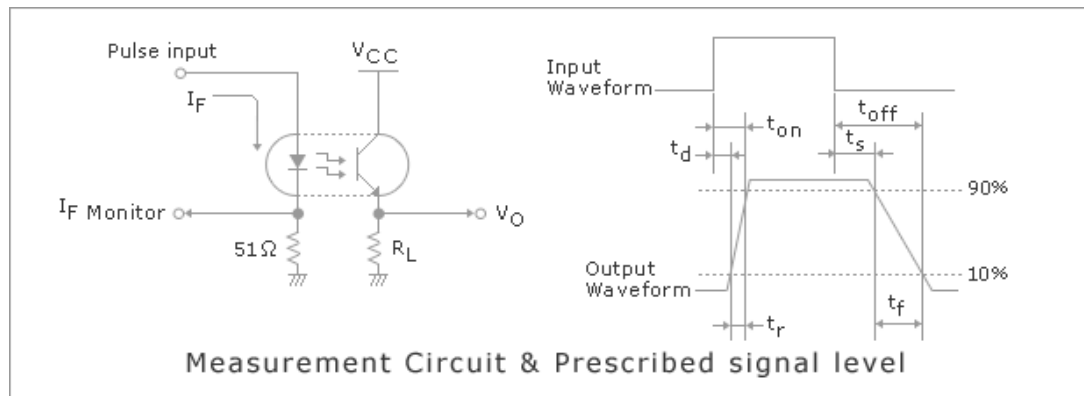 Pulse input
VCC
IF
IF Monitor
51Ω
RL
VO
Input
Waveform
ton
toff
td
ts
90%
Output
Waveform
10%
tr
tf
Measurement Circuit & Prescribed signal level